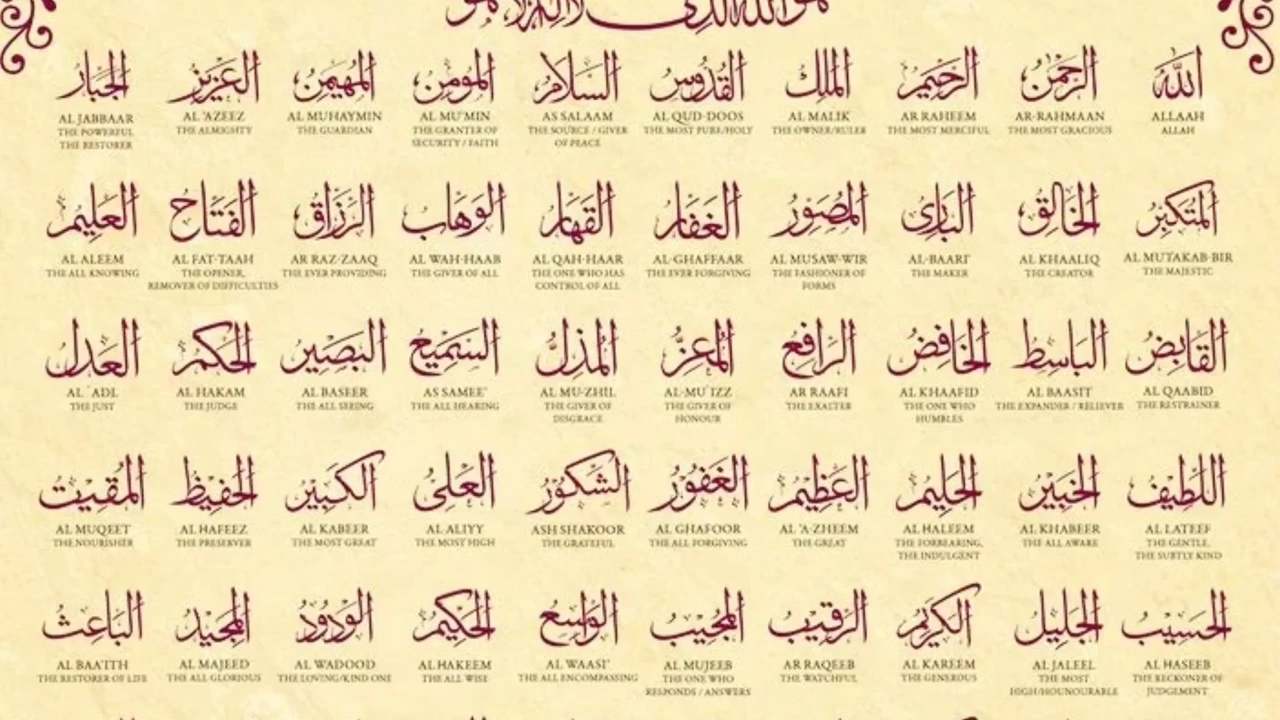 الله
ALLAAH
ALLAH
الرحمن
AR-RAHMAAN
THE MOST GRACIOUS
الرحيم
AR RAHEEM
THE MOST MERCIFUL
الملك
AL MALIK
THE OWNER/RULER
القدوس
AL QUD-DOOS
THE MOST PURE/HOLY
السلام
AS SALAAM
THE SOURCE / GIVER
OF PEACE
المومن
AL MU'MIN
THE GRANTER OF
SECURITY / FAITH
المهيمن
AL MUHAYMIN
THE GUARDIAN
العزيز
AL 'AZEEZ
THE ALMIGHTY
الجبار
AL JABBAAR
THE POWERFUL
THE RESTORER
المتكبر
AL MUTAKAB-BIR
THE MAJESTIC
الخالق
AL KHAALIQ
THE CREATOR
الباري
AL-BAARI'
THE MAKER
المصور
AL MUSAW-WIR
THE FASHIONER OF
FORMS
الغفار
AL-GHAFFAAR
THE EVER FORGIVING
القهار
AL QAH-HAAR
THE ONE WHO HAS
CONTROL OF ALL
الوهاب
AL WAH-HAAB
THE GIVER OF ALL
الرزاق
AR RAZ-ZAAQ
THE EVER PROVIDING
الفتاح
AL FAT-TAAH
THE OPENER,
REMOVER OF DIFFICULTIES
العليم
AL ALEEM
THE ALL KNOWING
القابض
AL QAABID
THE RESTRAINER
الباسط
AL BAASIT
THE EXPANDER / RELIEVER
الخافض
AL KHAAFID
THE ONE WHO
HUMBLES
الرافع
AR RAAFI
THE EXALTER
المعز
AL-MU`IZZ
THE GIVER OF
HONOUR
المذل
AL MU-ZHIL
THE GIVER OF
DISGRACE
السميع
AS SAMEE'
THE ALL HEARING
البصير
AL BASEER
THE ALL SEEING
الحكم
AL HAKAM
THE JUDGE
العدل
AL `ADL
THE JUST
اللطيف
AL LATEEF
THE GENTLE,
THE SUBTLY KIND
الخبير
AL KHABEER
THE ALL AWARE
الحليم
AL HALEEM
THE FORBEARING,
THE INDULGENT
العظيم
AL 'A-ZHEEM
THE GREAT
الغفور
AL GHAFOOR
THE ALL FORGIVING
الشكور
ASH SHAKOOR
THE GRATEFUL
العلى
AL ALIYY
THE MOST HIGH
الكبير
AL KABEER
THE MOST GREAT
الحفيظ
AL HAFEEZ
THE PRESERVER
المقيت
AL MUQEET
THE NOURISHER
الحسيب
AL HASEEB
THE RECKONER OF
JUDGEMENT
الجليل
AL JALEEL
THE MOST
HIGH/HOUNOURABLE
الكريم
AL KAREEM
THE GENEROUS
الرقيب
AR RAQEEB
THE WATCHFUL
المجيب
AL MUJEEB
THE ONE WHO
RESPONDS / ANSWERS
الواسع
AL WAASI'
THE ALL ENCOMPASSING
الحكيم
AL HAKEEM
THE ALL WISE
الودود
AL WADOOD
THE LOVING/KIND ONE
المجيد
AL MAJEED
THE ALL GLORIOUS
الباعث
AL BAA'ITH
THE RESTORER OF LIFE